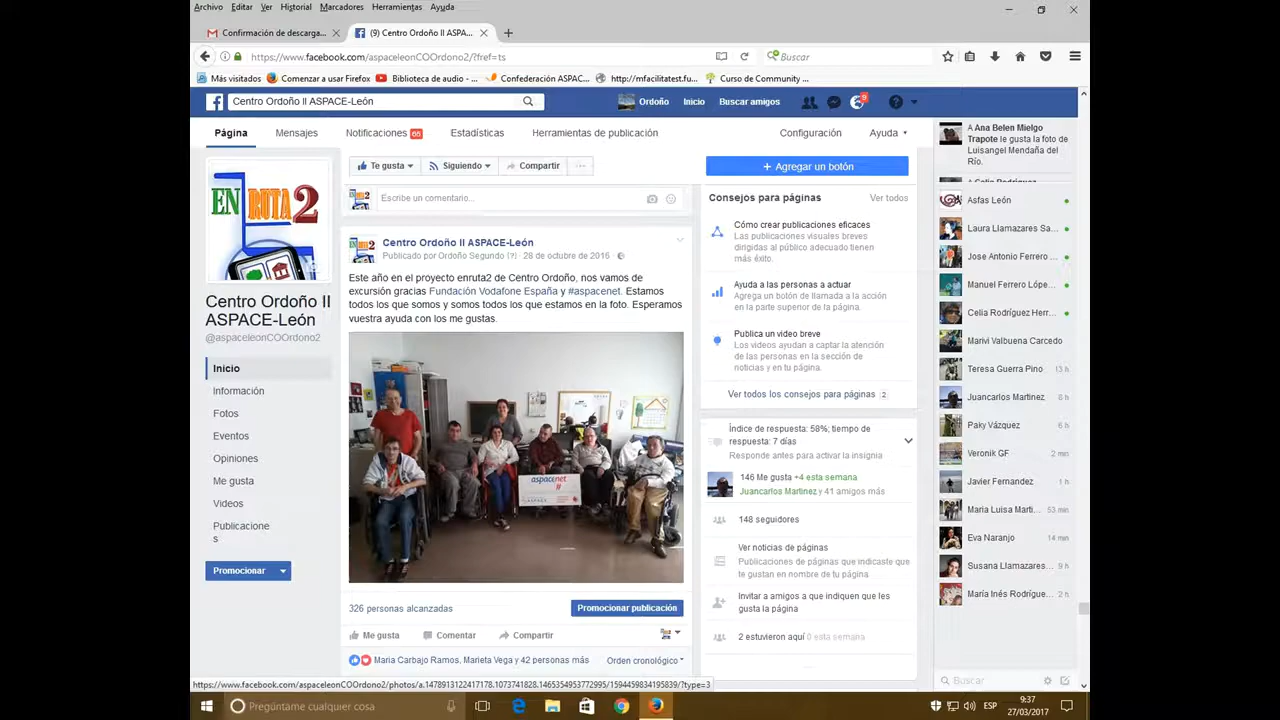 Archivo Editar Ver Historial Marcadores Herramientas Ayuda
Confirmación de descarga...
(9) Centro Ordoño II ASPA...
https://www.facebook.com/aspaceleonCOOrdono2/?fref=ts
Buscar
Más visitados
Comenzar a usar Firefox
Biblioteca de audio - ...
Confederación ASPAC...
http://mfacilitatest.fu...
Curso de Community ...
Centro Ordoño II ASPACE-León
Ordoño
Inicio
Buscar amigos
9
Página
Mensajes
Notificaciones 65
Estadísticas
Herramientas de publicación
Configuración
Ayuda
EN RUTA2
Centro Ordoño II
ASPACE-León
@aspaceleonCOOrdono2
Inicio
Información
Fotos
Eventos
Opiniones
Me gusta
Videos
Publicacione
s
Promocionar
Te gusta
Siguiendo
Compartir
...
Escribe un comentario...
Centro Ordoño II ASPACE-León
Publicado por Ordoño Segundo [?] · 28 de octubre de 2016 ·
Este año en el proyecto enruta2 de Centro Ordoño, nos vamos de
excursión gracias Fundación Vodafone España y #aspacenet. Estamos
todos los que somos y somos todos los que estamos en la foto. Esperamos
vuestra ayuda con los me gustas.
aspacenet
326 personas alcanzadas
Promocionar publicación
Me gusta
Comentar
Compartir
Maria Carbajo Ramos, Marieta Vega y 42 personas más
Orden cronológico
+ Agregar un botón
Consejos para páginas
Ver todos
Cómo crear publicaciones eficaces
Las publicaciones visuales breves
dirigidas al público adecuado tienen
más éxito.
Ayuda a las personas a actuar
Agrega un botón de llamada a la acción
en la parte superior de la página.
Publica un video breve
Los videos ayudan a captar la atención
de las personas en la sección de
noticias y en tu página.
Ver todos los consejos para páginas 2
Índice de respuesta: 58%; tiempo de
respuesta: 7 días
Responde antes para activar la insignia
146 Me gusta +4 esta semana
Juancarlos Martinez y 41 amigos más
148 seguidores
Ver noticias de páginas
Publicaciones de páginas que indicaste que
te gustan en nombre de tu página
Invitar a amigos a que indiquen que les
gusta la página
2 estuvieron aquí 0 esta semana
A Ana Belen Mielgo
Trapote le gusta la foto de
Luisangel Mendaña del
Río.
Asfas León
Laura Llamazares Sa...
Jose Antonio Ferrero ...
Manuel Ferrero Lópe...
Celia Rodríguez Herr...
Marivi Valbuena Carcedo
Teresa Guerra Pino 13 h
Juancarlos Martinez 6 h
Paky Vázquez 6 h
Veronik GF 2 min
Javier Fernandez 1 h
Maria Luisa Marti... 53 min
Eva Naranjo 14 min
Susana Llamazares... 9 h
María Inés Rodrígue... 2 h
Buscar
https://www.facebook.com/aspaceleonCOOrdono2/photos/a.1478913122417178.1073741828.1465354953772995/1594459834195839/?type=3
Pregúntame cualquier cosa
ESP
9:37
27/03/2017